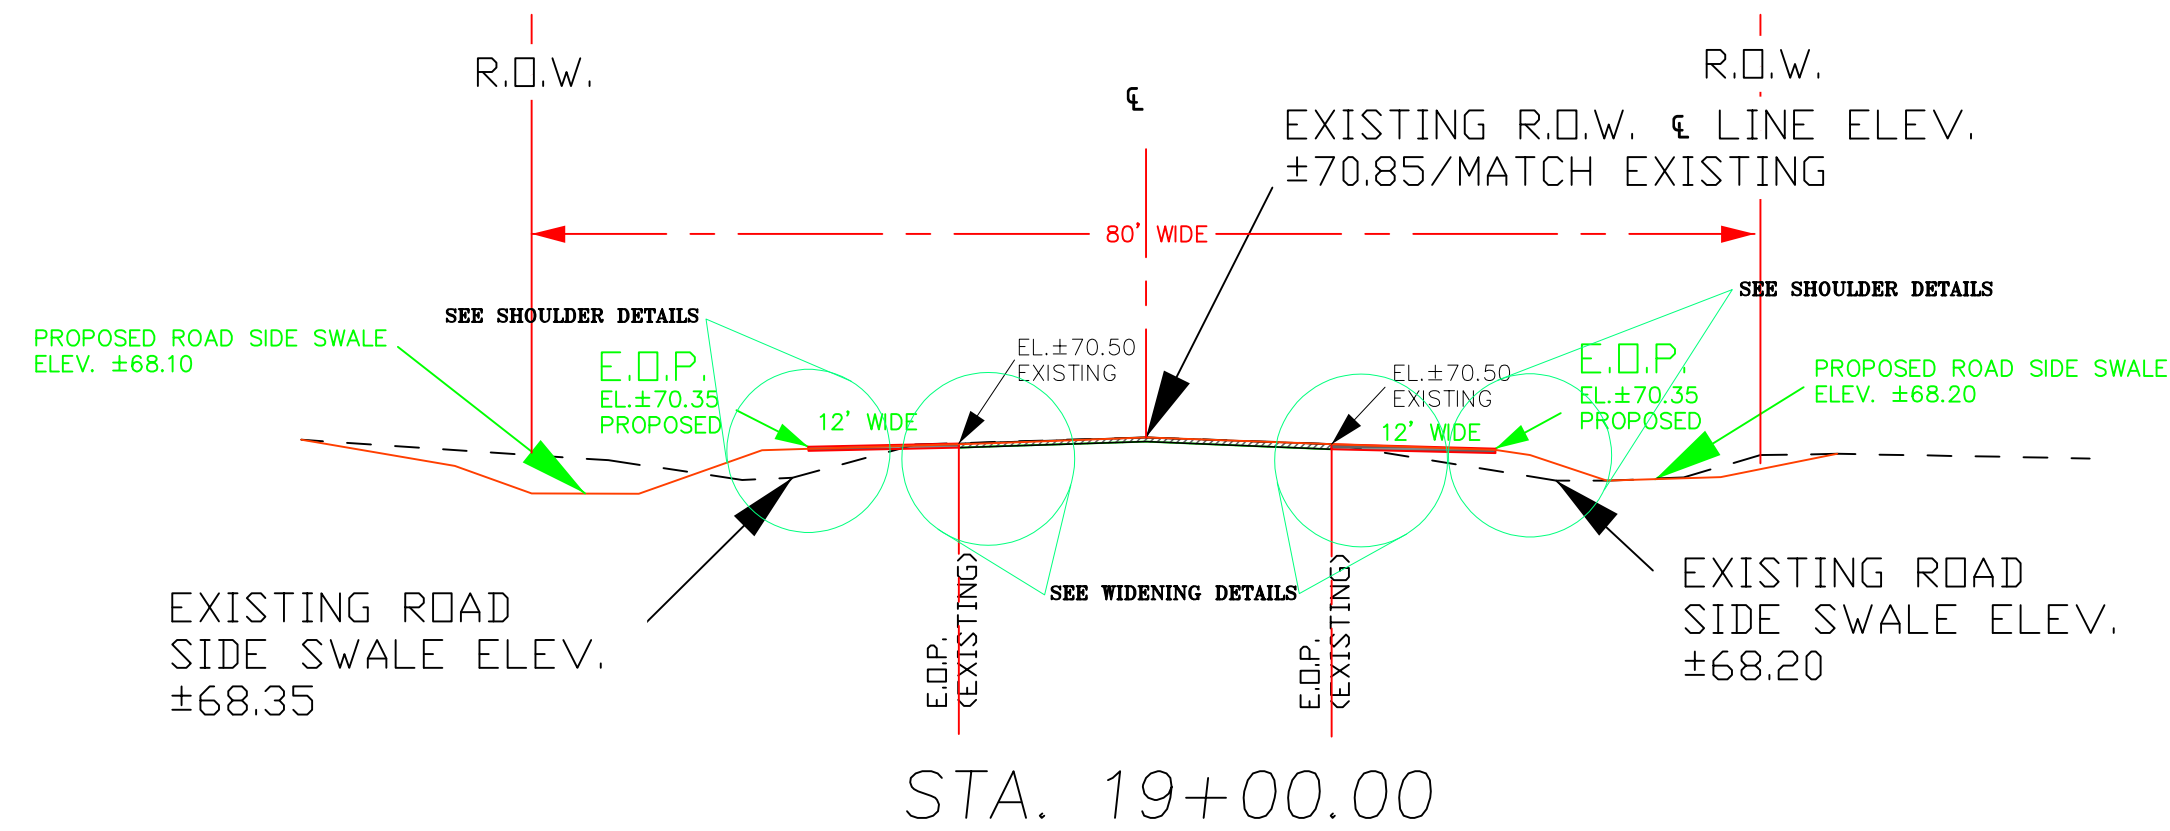 R.O.W.
R.O.W.
℄
EXISTING R.O.W. ℄ LINE ELEV.
±70.85/MATCH EXISTING
80' WIDE
SEE SHOULDER DETAILS
SEE SHOULDER DETAILS
PROPOSED ROAD SIDE SWALE
ELEV. ±68.10
E.O.P.
EL.±70.35
PROPOSED
12' WIDE
EL.±70.50
EXISTING
EL.±70.50
EXISTING
12' WIDE
E.O.P.
EL.±70.35
PROPOSED
PROPOSED ROAD SIDE SWALE
ELEV. ±68.20
EXISTING ROAD
SIDE SWALE ELEV.
±68.35
E.O.P.
(EXISTING)
SEE WIDENING DETAILS
E.O.P.
(EXISTING)
EXISTING ROAD
SIDE SWALE ELEV.
±68.20
STA. 19+00.00